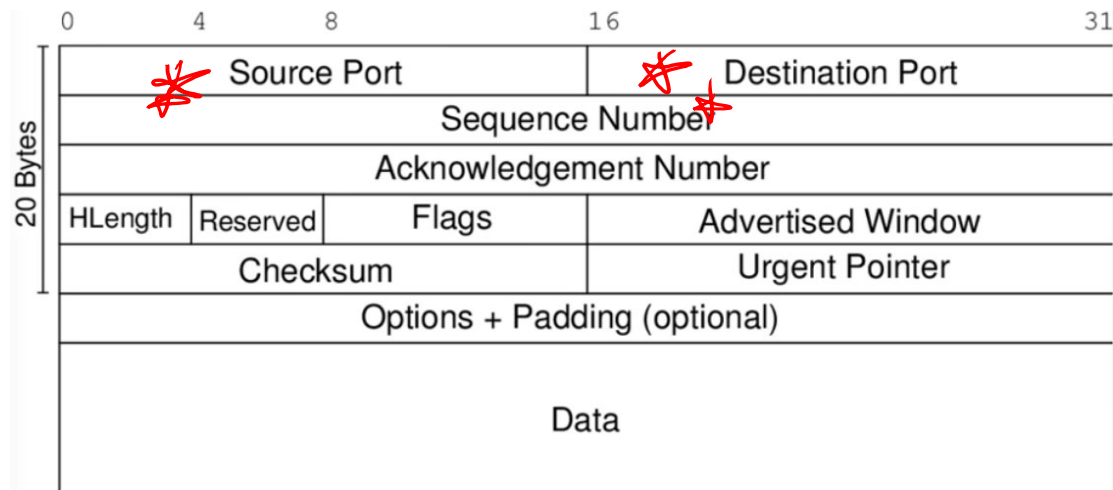 0 4 8 16 31
Source Port Destination Port
Sequence Number
Acknowledgement Number
20 Bytes
HLength Reserved Flags Advertised Window
Checksum Urgent Pointer
Options + Padding (optional)
Data